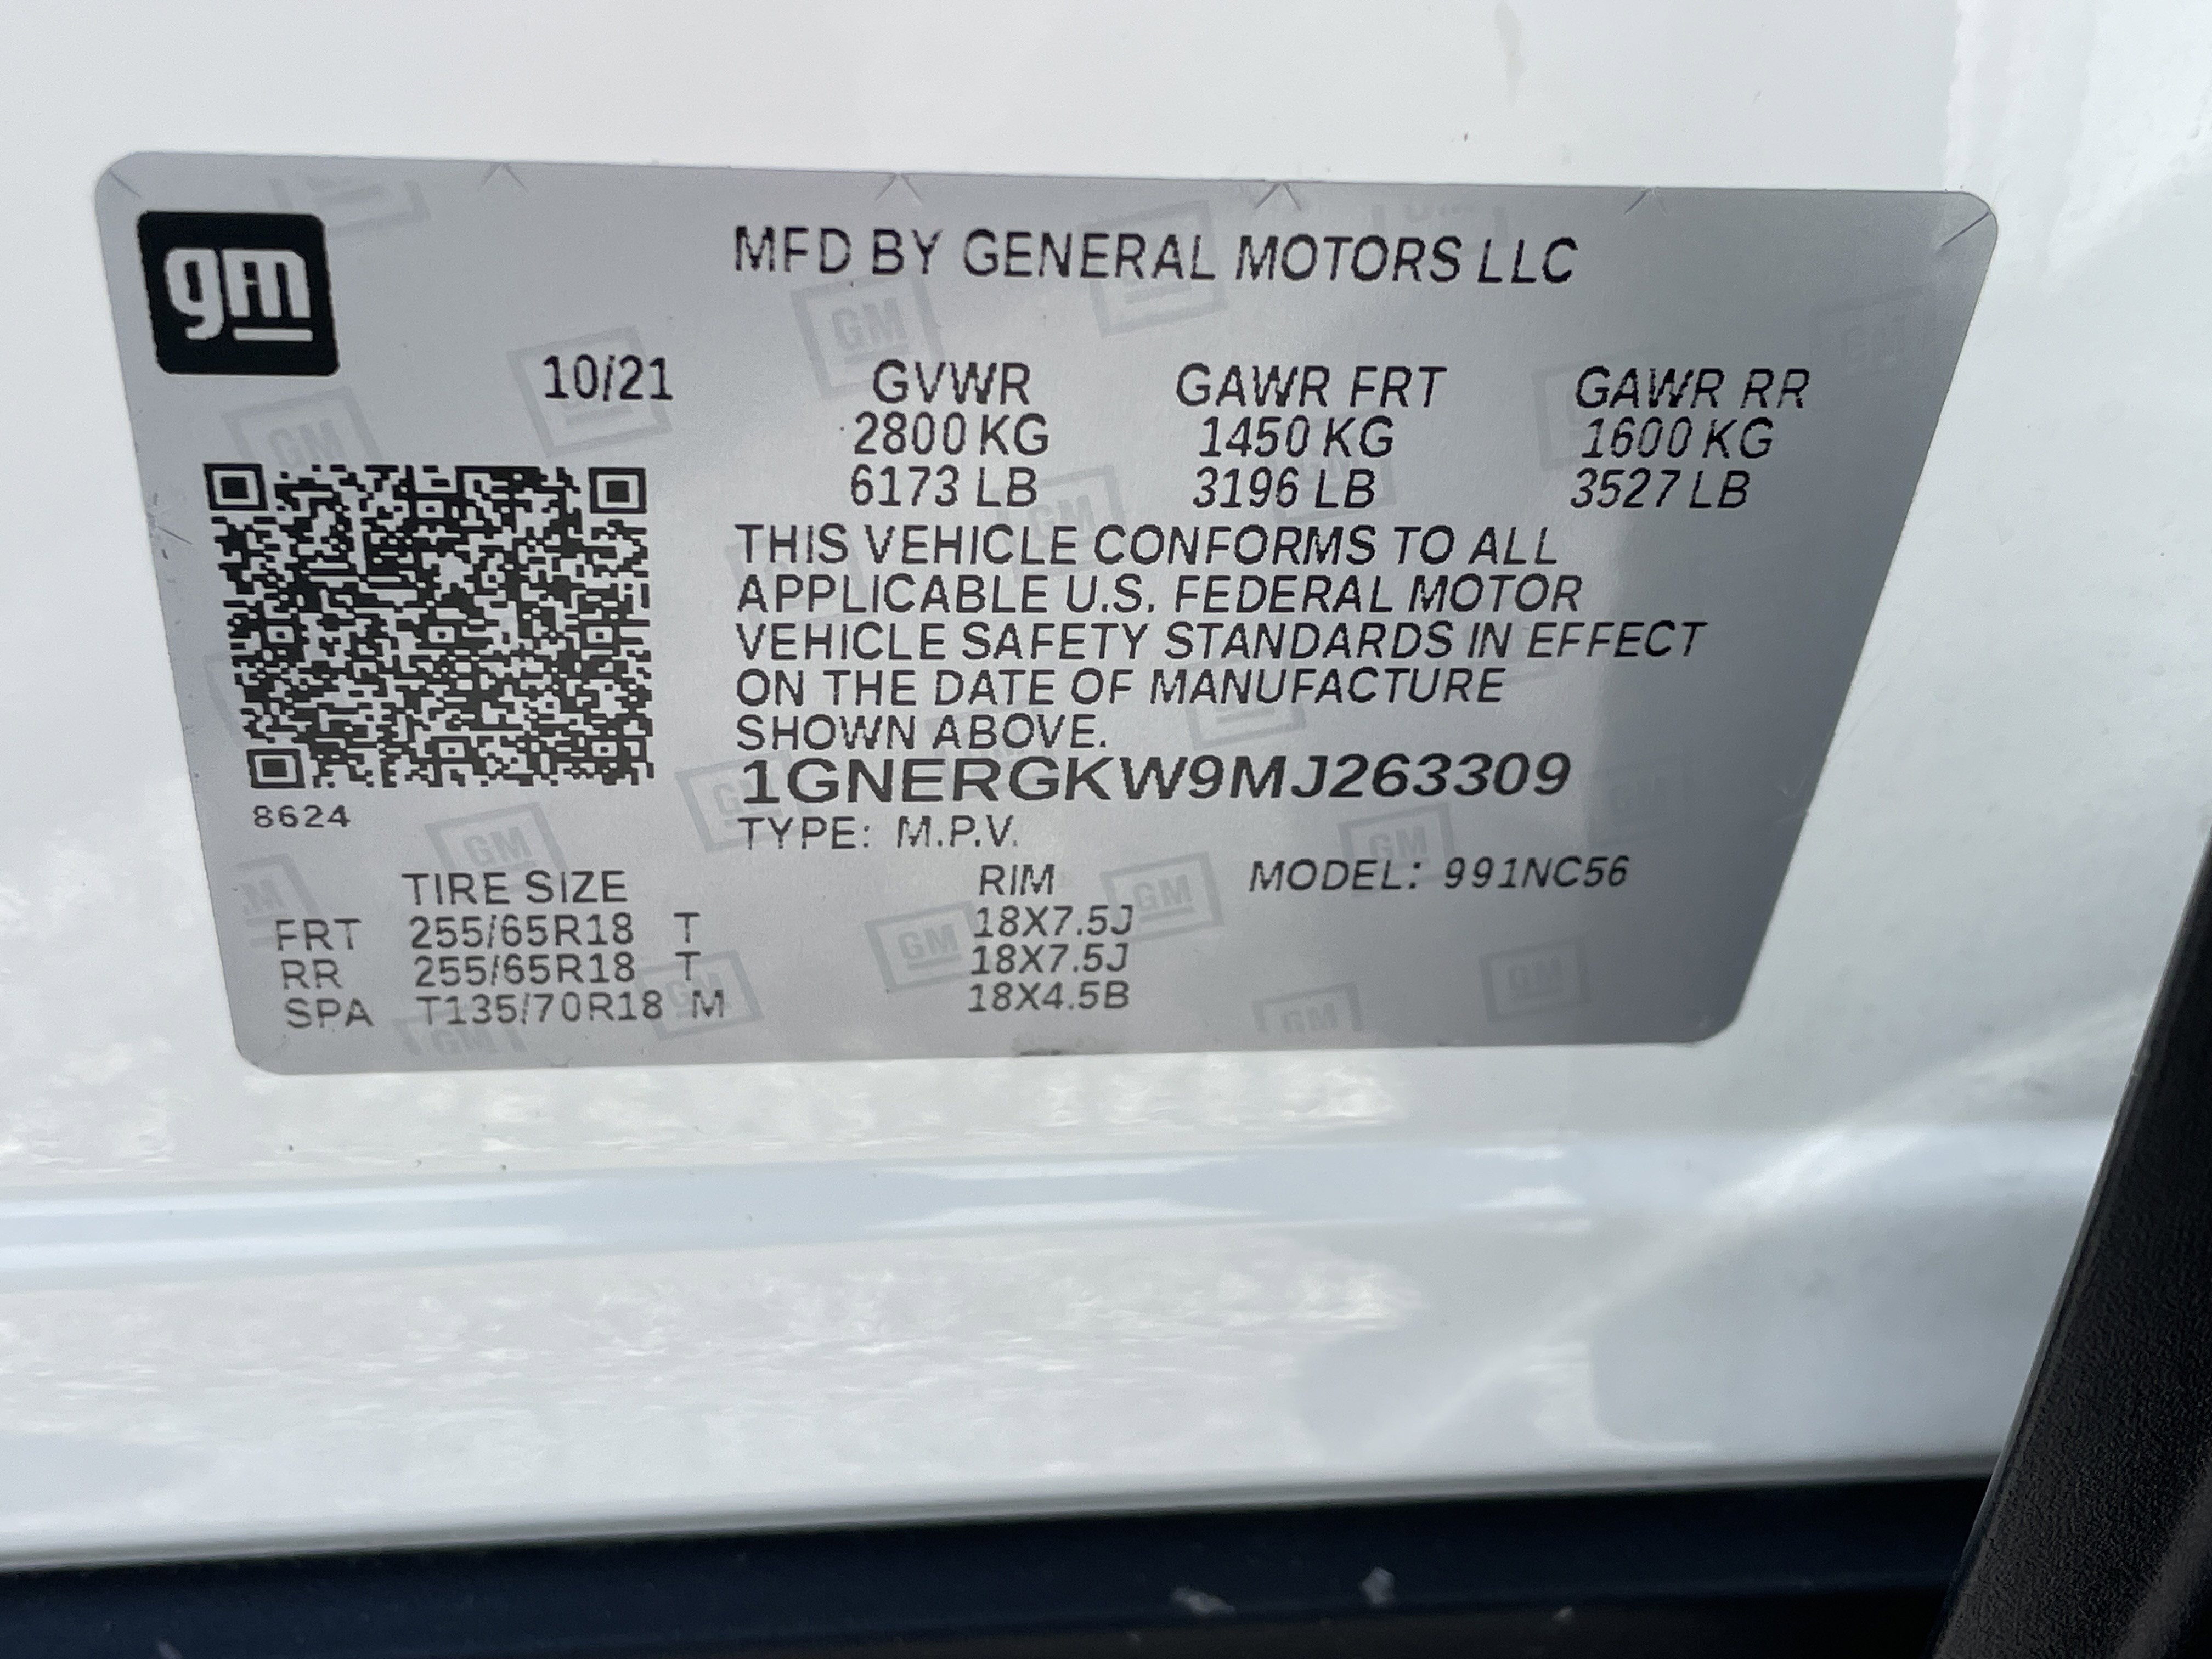 gm
MFD BY GENERAL MOTORS LLC
10/21 GVWR GAWR FRT GAWR RR
2800 KG 1450 KG 1600 KG
6173 LB 3196 LB 3527 LB
THIS VEHICLE CONFORMS TO ALL
APPLICABLE U.S. FEDERAL MOTOR
VEHICLE SAFETY STANDARDS IN EFFECT
ON THE DATE OF MANUFACTURE
SHOWN ABOVE.
1GNERGKW9MJ263309
8624
TYPE: M.P.V.
TIRE SIZE RIM MODEL: 991NC56
FRT 255/65R18 T 18X7.5J
RR 255/65R18 T 18X7.5J
SPA T135/70R18 M 18X4.5B